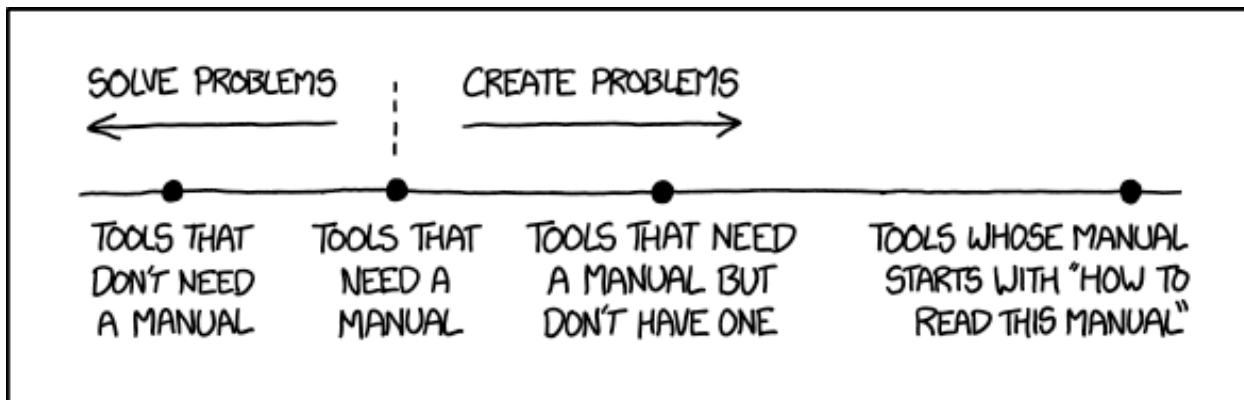 SOLVE PROBLEMS
CREATE PROBLEMS
TOOLS THAT
DON'T NEED
A MANUAL
TOOLS THAT
NEED A
MANUAL
TOOLS THAT NEED
A MANUAL BUT
DON'T HAVE ONE
TOOLS WHOSE MANUAL
STARTS WITH "HOW TO
READ THIS MANUAL"